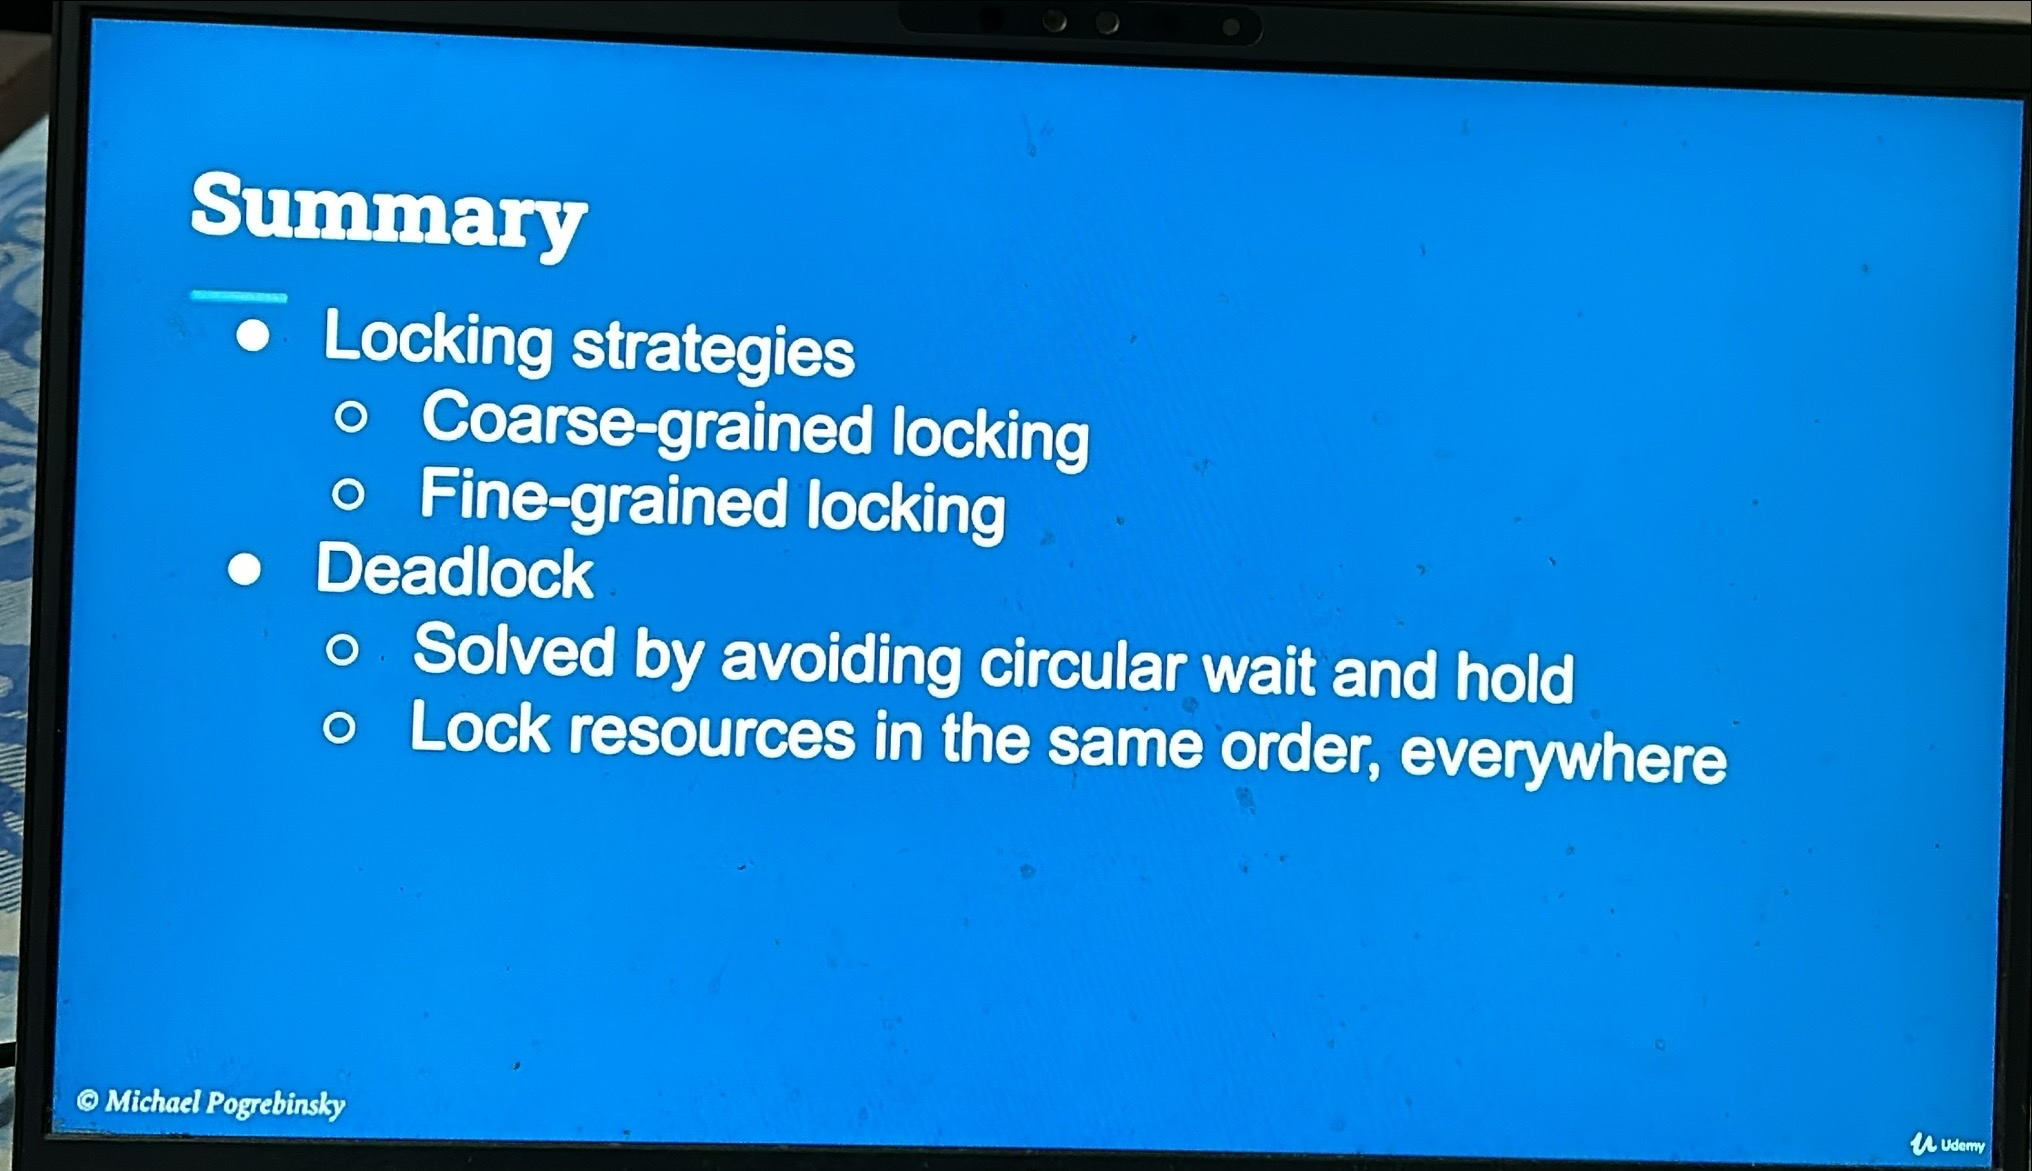 Summary
● Locking strategies
○ Coarse-grained locking
○ Fine-grained locking
● Deadlock
○ Solved by avoiding circular wait and hold
○ Lock resources in the same order, everywhere
© Michael Pogrebinsky
Udemy